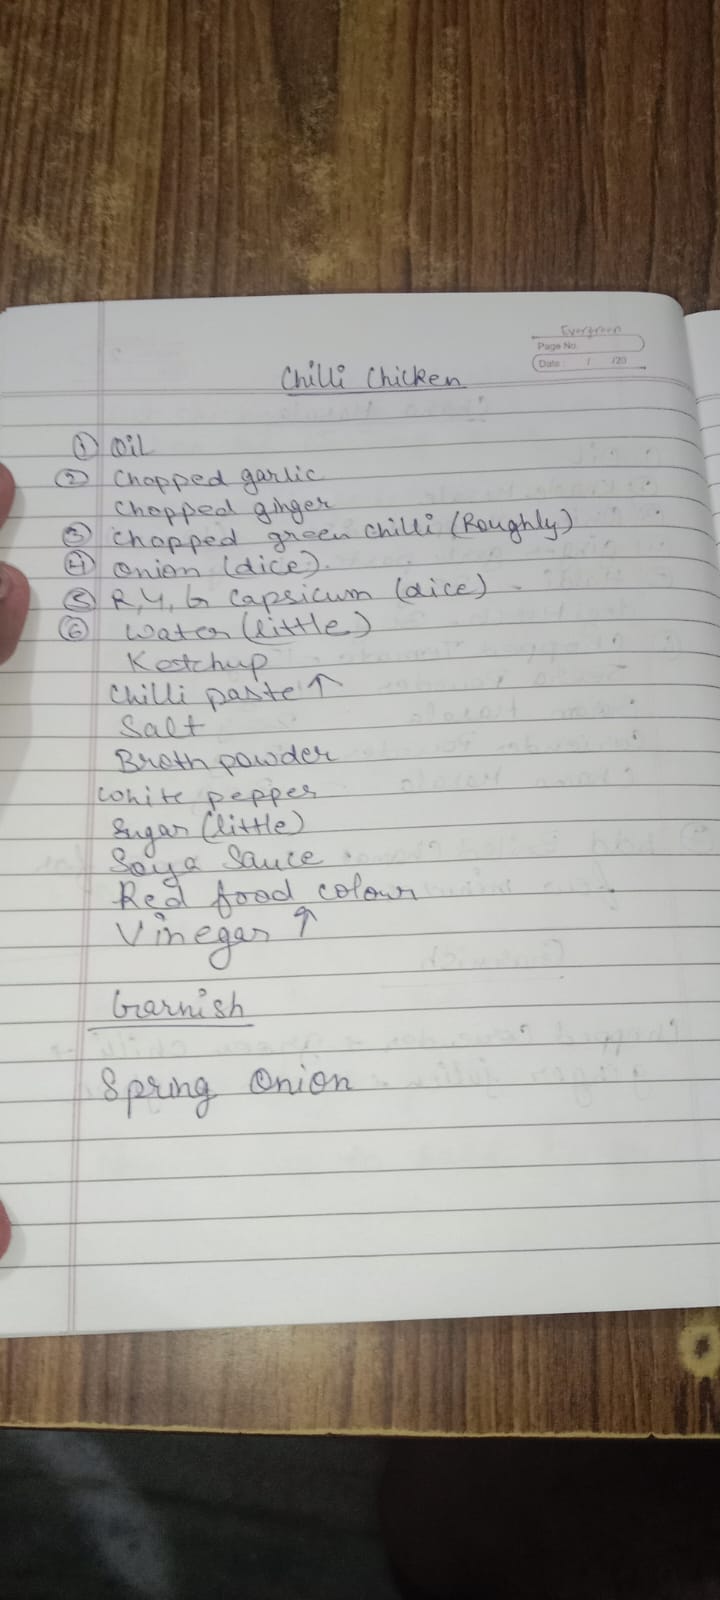 Evergreen
Page No.
Date : / /20
Chilli Chicken
① Oil
② Chopped garlic
Chopped ginger
③ Chopped green chilli (Roughly)
④ Onion (dice).
⑤ R, Y, G Capsicum (dice)
⑥ Water (little)
Ketchup
Chilli paste ↑
Salt
Broth powder
White pepper
Sugar (little)
Soya Sauce
Red food colour
Vinegar ↑
Garnish
Spring Onion